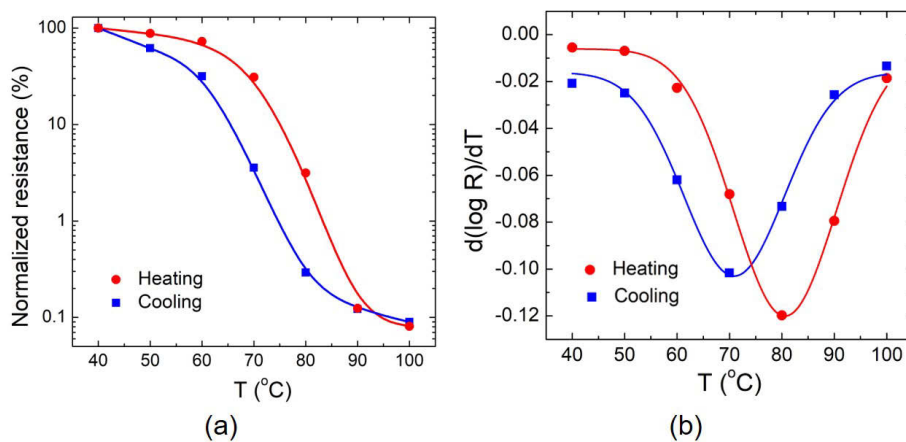 Normalized resistance (%)
100
10
1
0.1
Heating
Cooling
40 50 60 70 80 90 100
T (°C)
(a)
d(log R)/dT
0.00
-0.02
-0.04
-0.06
-0.08
-0.10
-0.12
Heating
Cooling
40 50 60 70 80 90 100
T (°C)
(b)